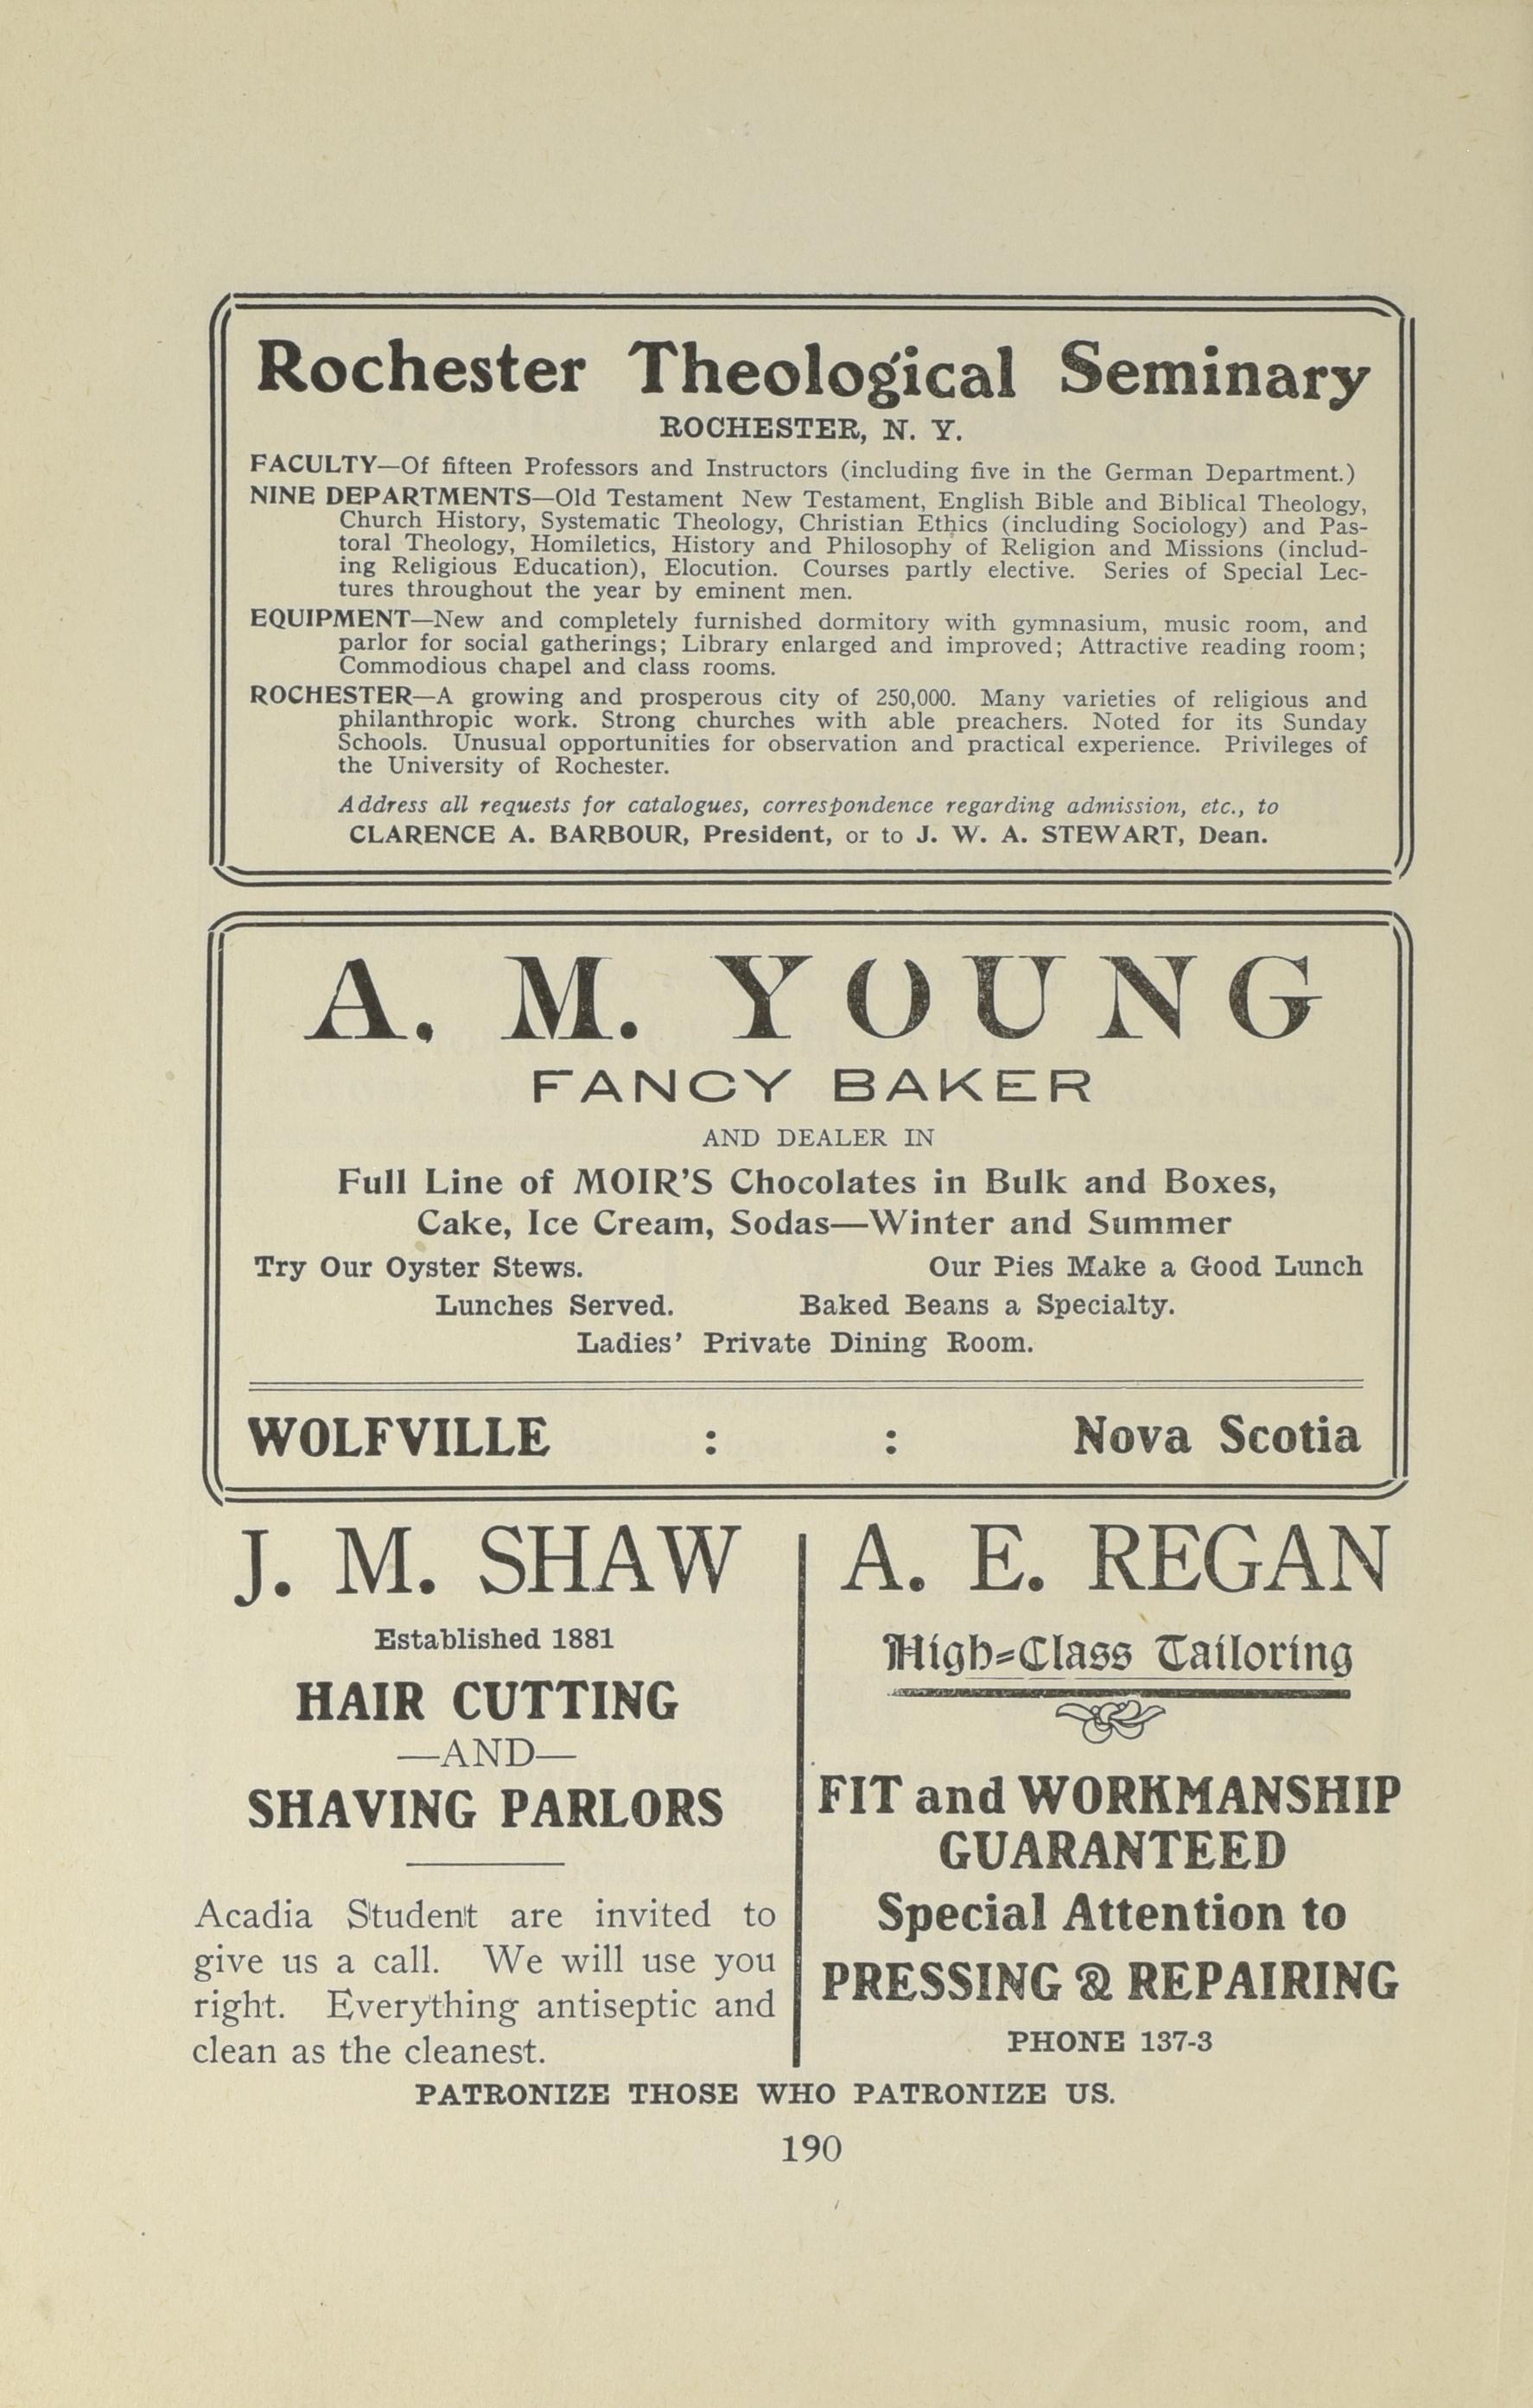 Rochester Theological Seminary
ROCHESTER, N. Y.
FACULTY—Of fifteen Professors and Instructors (including five in the German Department.)
NINE DEPARTMENTS—Old Testament New Testament, English Bible and Biblical Theology,
Church History, Systematic Theology, Christian Ethics (including Sociology) and Pas-
toral Theology, Homiletics, History and Philosophy of Religion and Missions (includ-
ing Religious Education), Elocution. Courses partly elective. Series of Special Lec-
tures throughout the year by eminent men.
EQUIPMENT—New and completely furnished dormitory with gymnasium, music room, and
parlor for social gatherings; Library enlarged and improved; Attractive reading room;
Commodious chapel and class rooms.
ROCHESTER—A growing and prosperous city of 250,000. Many varieties of religious and
philanthropic work. Strong churches with able preachers. Noted for its Sunday
Schools. Unusual opportunities for observation and practical experience. Privileges of
the University of Rochester.
Address all requests for catalogues, correspondence regarding admission, etc., to
CLARENCE A. BARBOUR, President, or to J. W. A. STEWART, Dean.
A. M. YOUNG
FANCY BAKER
AND DEALER IN
Full Line of MOIR'S Chocolates in Bulk and Boxes,
Cake, Ice Cream, Sodas—Winter and Summer
Try Our Oyster Stews. Our Pies Make a Good Lunch
Lunches Served. Baked Beans a Specialty.
Ladies' Private Dining Room.
WOLFVILLE : : Nova Scotia
J. M. SHAW
Established 1881
HAIR CUTTING
—AND—
SHAVING PARLORS
Acadia Student are invited to
give us a call. We will use you
right. Everything antiseptic and
clean as the cleanest.
A. E. REGAN
High-Class Tailoring
FIT and WORKMANSHIP
GUARANTEED
Special Attention to
PRESSING & REPAIRING
PHONE 137-3
PATRONIZE THOSE WHO PATRONIZE US.
190